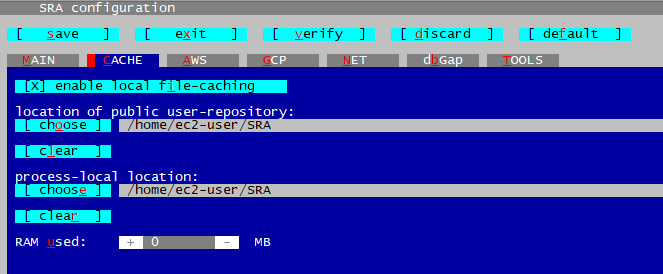 SRA configuration
[ save ] [ exit ] [ verify ] [ discard ] [ default ]
MAIN CACHE AWS GCP NET dbGap TOOLS
[X] enable local file-caching
location of public user-repository:
[ choose ] /home/ec2-user/SRA
[ clear ]
process-local location:
[ choose ] /home/ec2-user/SRA
[ clear ]
RAM used: + 0 - MB